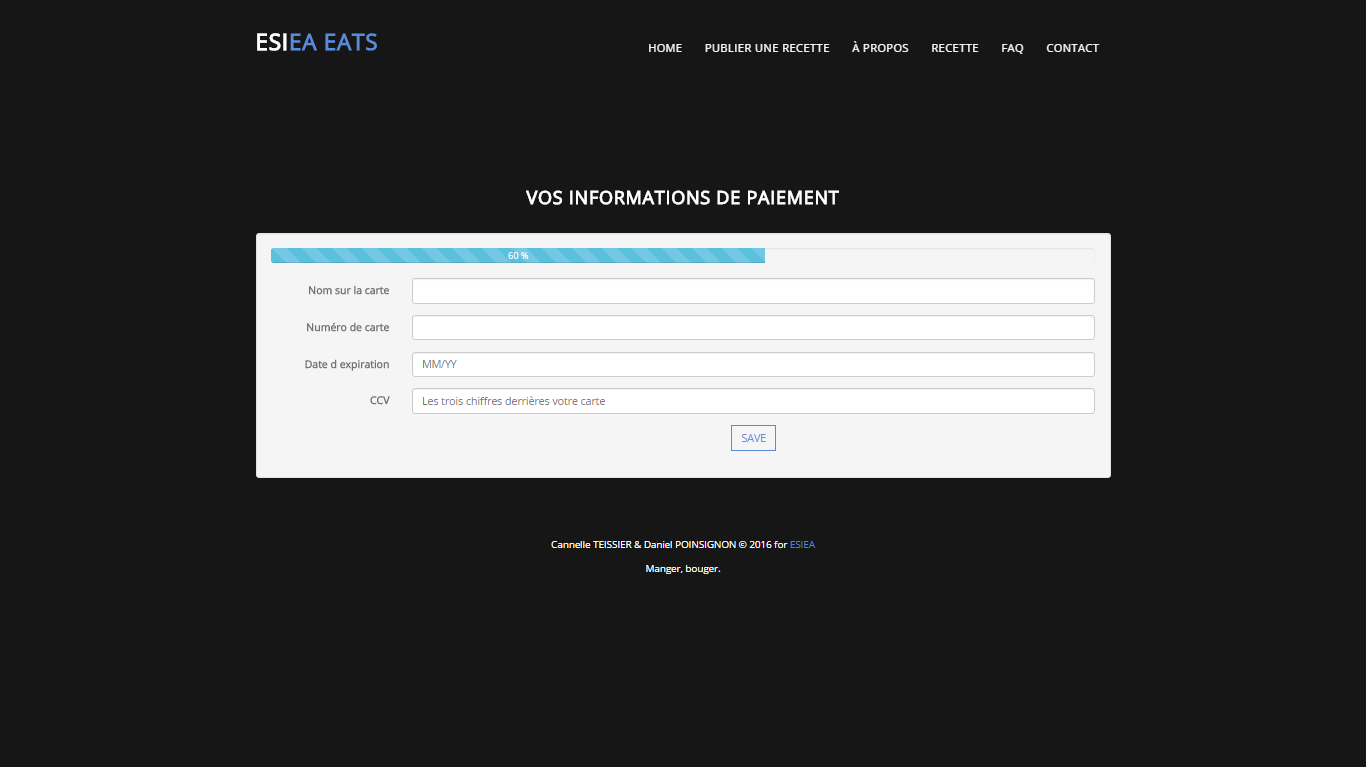 ESIEA EATS
HOME PUBLIER UNE RECETTE À PROPOS RECETTE FAQ CONTACT
VOS INFORMATIONS DE PAIEMENT
60 %
Nom sur la carte
Numéro de carte
Date d expiration MM/YY
CCV Les trois chiffres derrières votre carte
SAVE
Cannelle TEISSIER & Daniel POINSIGNON © 2016 for ESIEA
Manger, bouger.